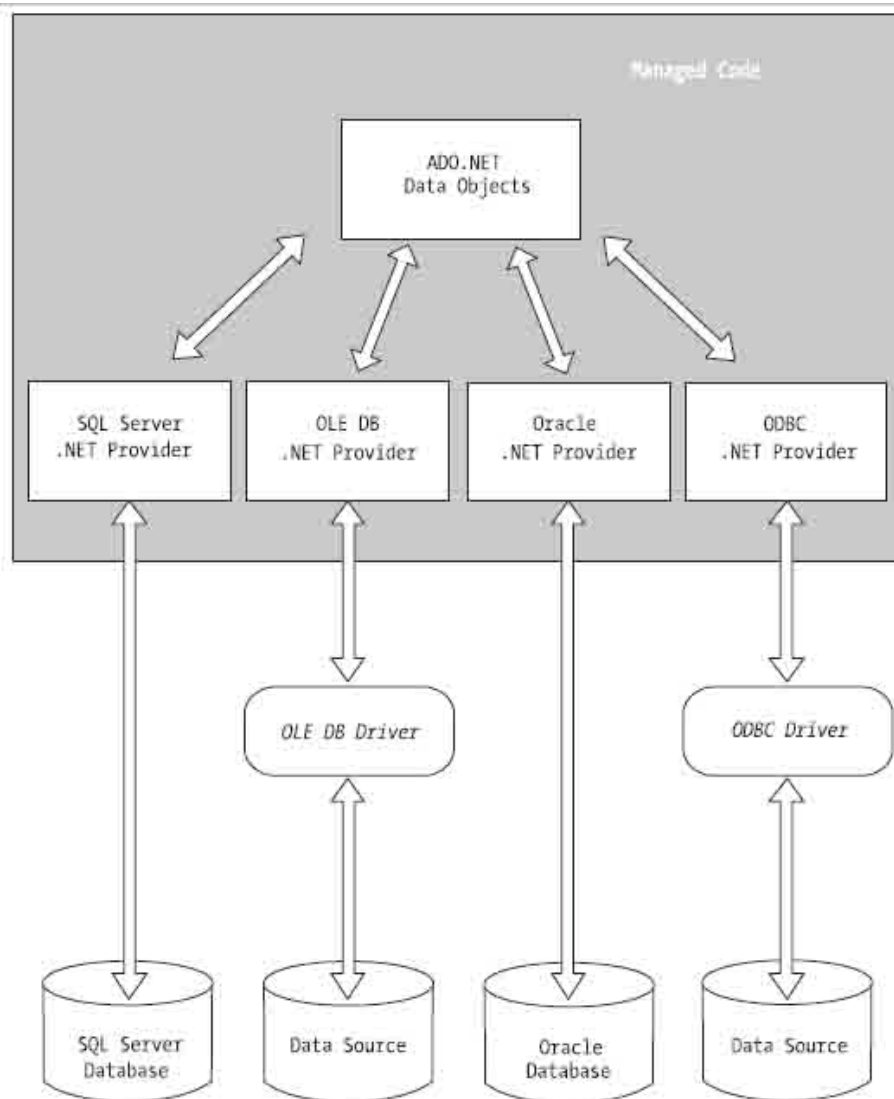 Managed Code
ADO.NET
Data Objects
SQL Server
.NET Provider
OLE DB
.NET Provider
Oracle
.NET Provider
ODBC
.NET Provider
OLE DB Driver
ODBC Driver
SQL Server
Database
Data Source
Oracle
Database
Data Source